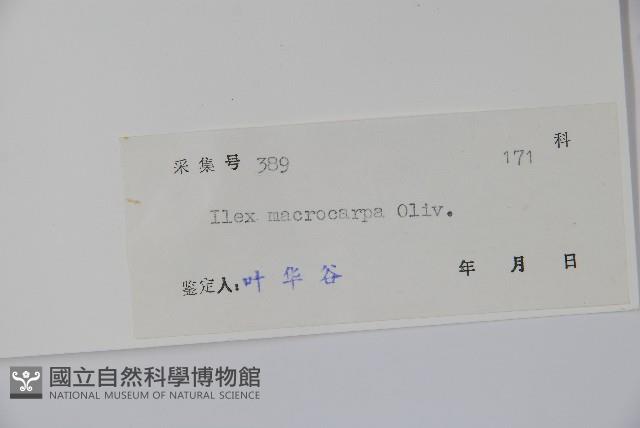 采集号 389 171 科
Ilex macrocarpa Oliv.
鉴定人:叶华谷 年 月 日
國立自然科學博物館
NATIONAL MUSEUM OF NATURAL SCIENCE